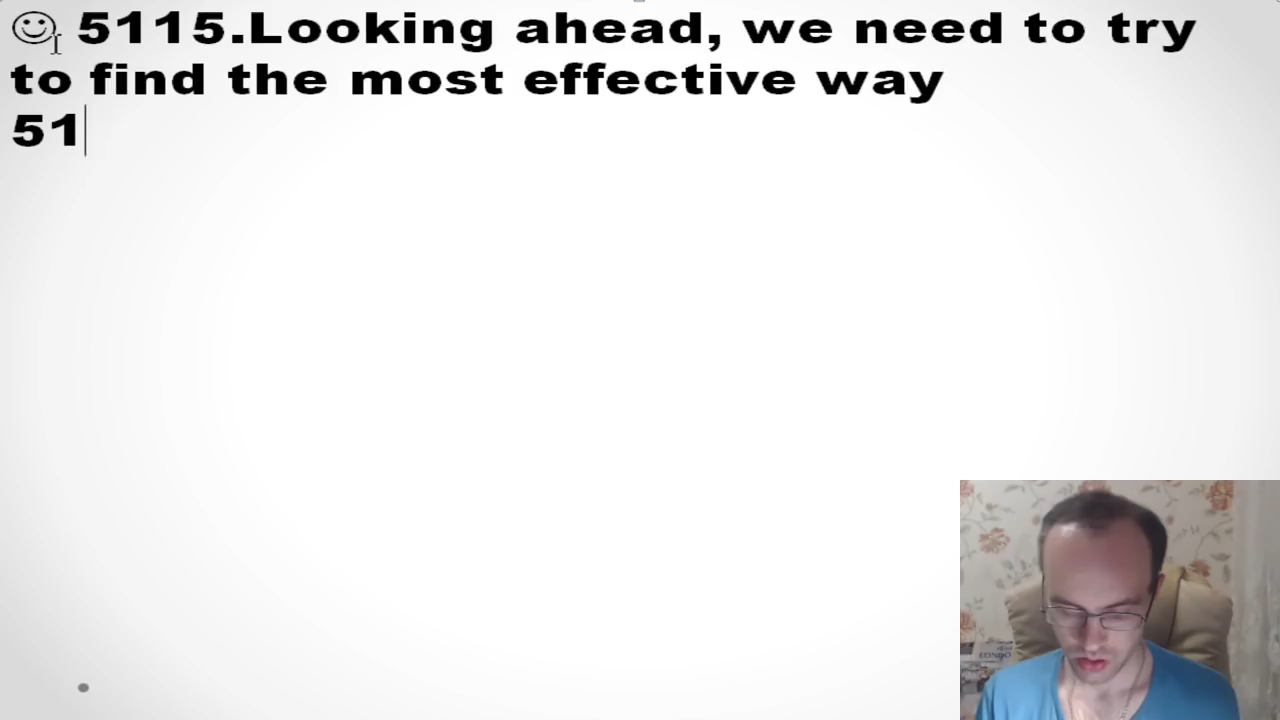 ☺ 5115.Looking ahead, we need to try
to find the most effective way
51